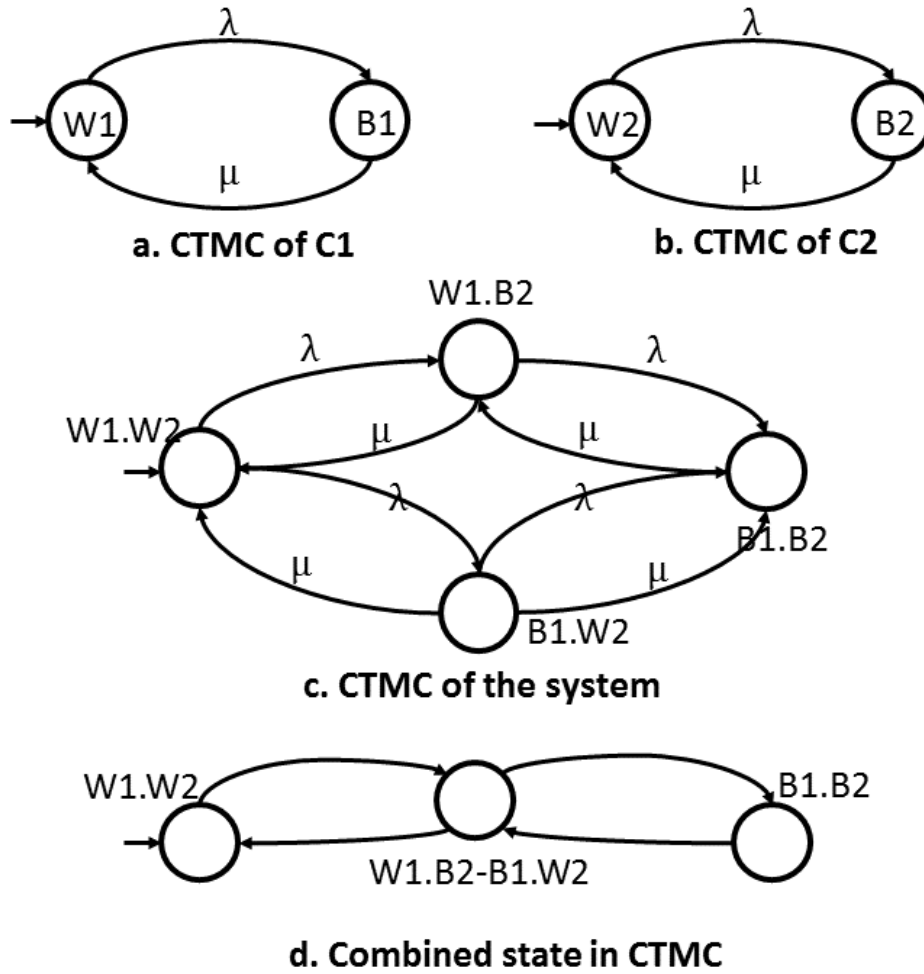 λ λ
W1 B1 W2 B2
μ μ
a. CTMC of C1
b. CTMC of C2
W1.B2
λ λ
W1.W2
μ μ
λ λ
B1.B2
μ μ
B1.W2
c. CTMC of the system
W1.W2
B1.B2
W1.B2-B1.W2
d. Combined state in CTMC